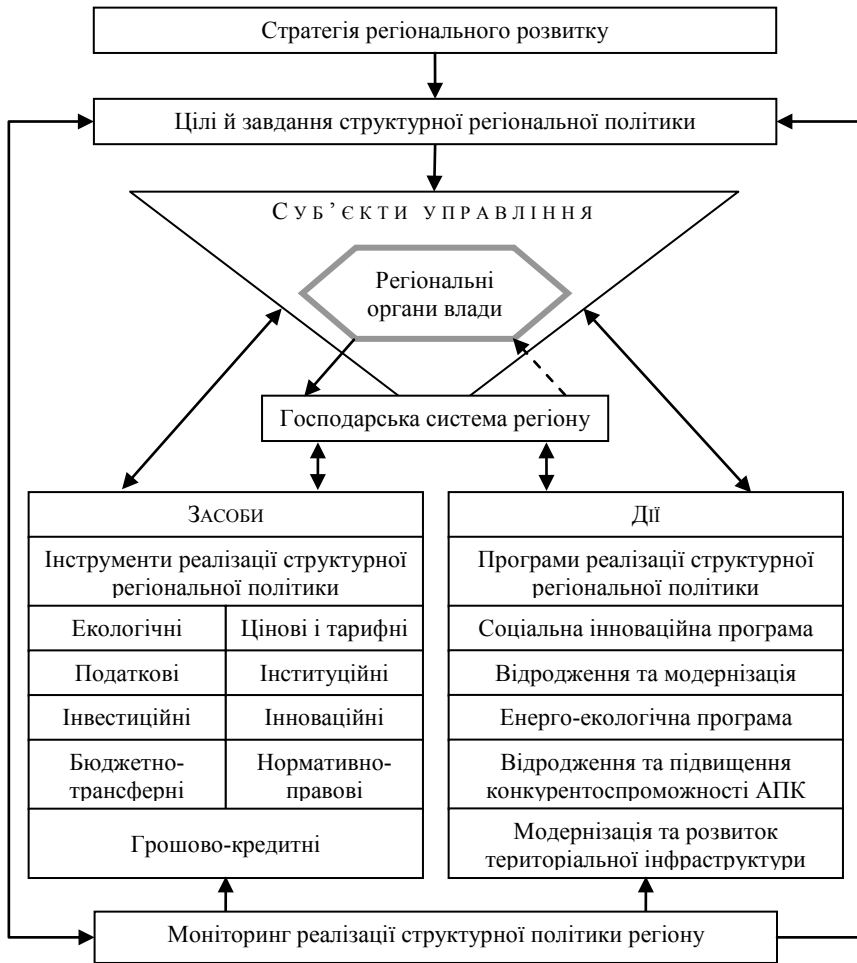 Стратегія регіонального розвитку
Цілі й завдання структурної регіональної політики
СУБ’ЄКТИ УПРАВЛІННЯ
Регіональні
органи влади
Господарська система регіону
ЗАСОБИ
Інструменти реалізації структурної
регіональної політики
Екологічні
Цінові і тарифні
Податкові
Інституційні
Інвестиційні
Інноваційні
Бюджетно-
трансферні
Нормативно-
правові
Грошово-кредитні
ДІЇ
Програми реалізації структурної
регіональної політики
Соціальна інноваційна програма
Відродження та модернізація
Енерго-екологічна програма
Відродження та підвищення
конкурентоспроможності АПК
Модернізація та розвиток
територіальної інфраструктури
Моніторинг реалізації структурної політики регіону